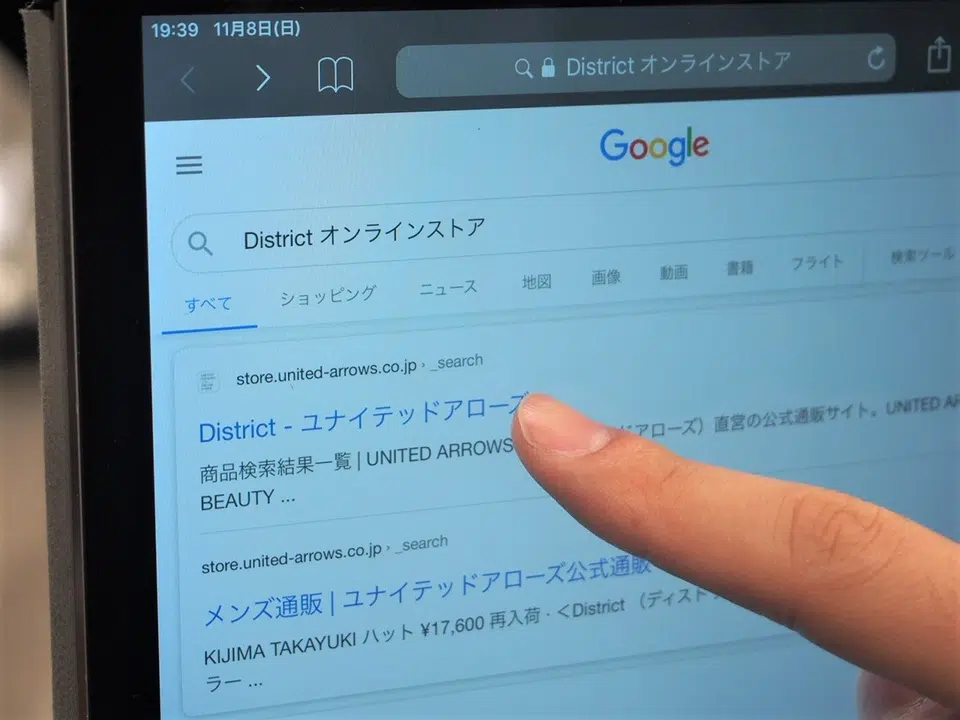 19:39 11月8日(日)
District オンラインストア
Google
District オンラインストア
すべて ショッピング ニュース 地図 画像 動画 書籍 フライト 検索ツール
store.united-arrows.co.jp › _search
District - ユナイテッドアローズ
商品検索結果一覧 | UNITED ARROWS アローズ）直営の公式通販サイト。UNITED AR
BEAUTY ...
store.united-arrows.co.jp › _search
メンズ通販 | ユナイテッドアローズ公式通販
KIJIMA TAKAYUKI ハット ¥17,600 再入荷 · <District （ディスト
ラー ...